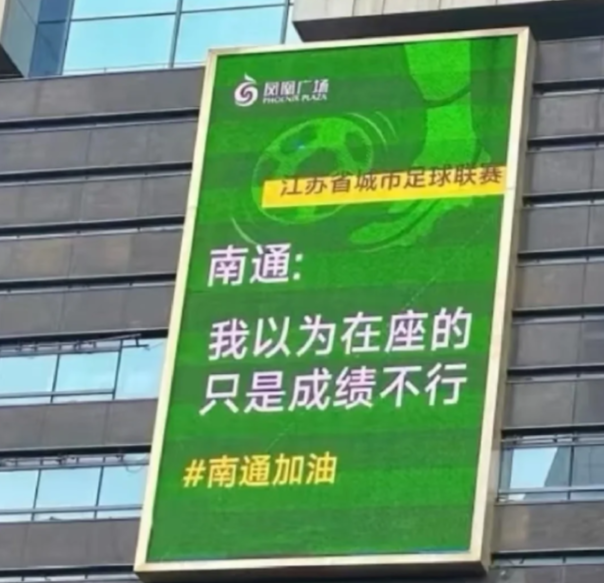 凤凰广场
PHOENIX PLAZA
江苏省城市足球联赛
南通:
我以为在座的
只是成绩不行
#南通加油